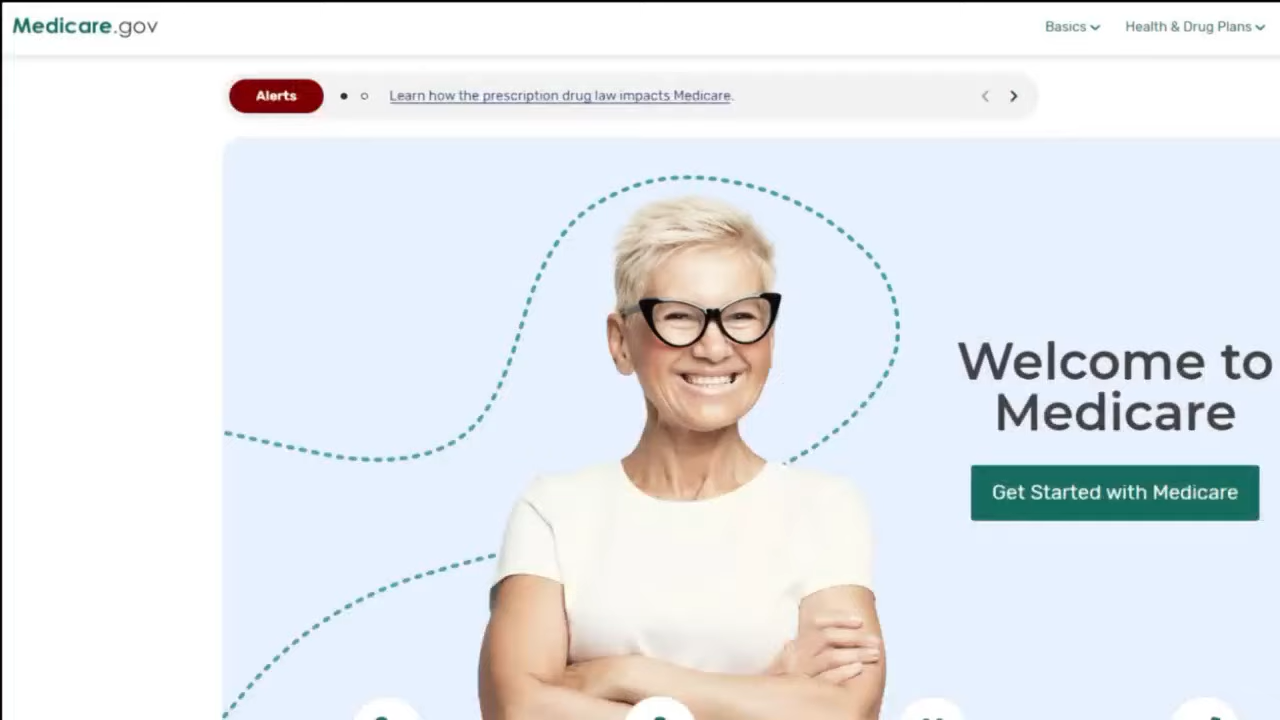 Medicare.gov
Basics
Health & Drug Plans
Alerts
Learn how the prescription drug law impacts Medicare.
Welcome to
Medicare
Get Started with Medicare